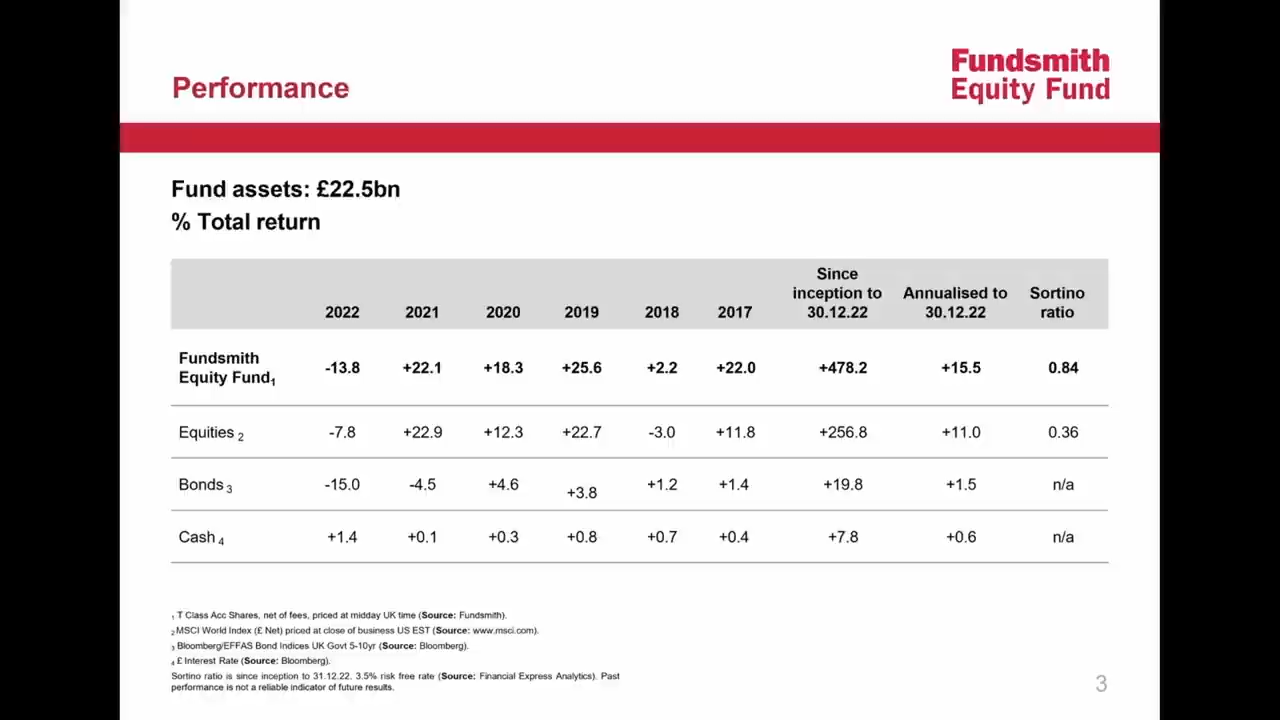 Performance
Fundsmith
Equity Fund
Fund assets: £22.5bn
% Total return
2022 2021 2020 2019 2018 2017 Since inception to 30.12.22 Annualised to 30.12.22 Sortino ratio
Fundsmith Equity Fund1 -13.8 +22.1 +18.3 +25.6 +2.2 +22.0 +478.2 +15.5 0.84
Equities 2 -7.8 +22.9 +12.3 +22.7 -3.0 +11.8 +256.8 +11.0 0.36
Bonds 3 -15.0 -4.5 +4.6 +3.8 +1.2 +1.4 +19.8 +1.5 n/a
Cash 4 +1.4 +0.1 +0.3 +0.8 +0.7 +0.4 +7.8 +0.6 n/a
1 T Class Acc Shares, net of fees, priced at midday UK time (Source: Fundsmith).
2 MSCI World Index (£ Net) priced at close of business US EST (Source: www.msci.com).
3 Bloomberg/EFFAS Bond Indices UK Govt 5-10yr (Source: Bloomberg).
4 £ Interest Rate (Source: Bloomberg).
Sortino ratio is since inception to 31.12.22, 3.5% risk free rate (Source: Financial Express Analytics). Past
performance is not a reliable indicator of future results.
3